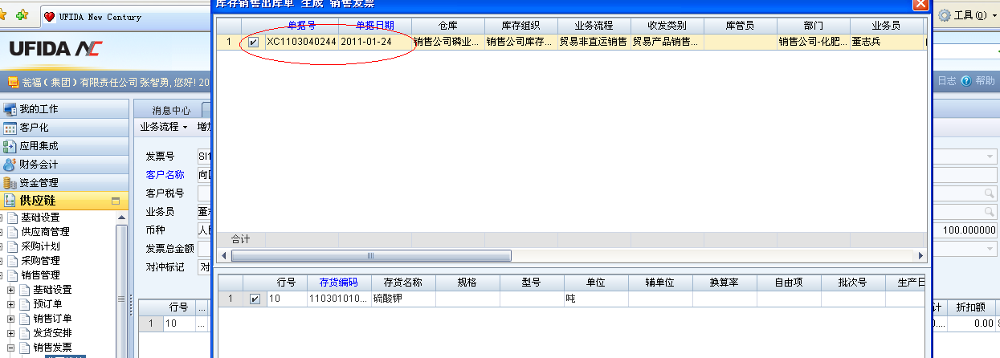 库存销售出库单 生成 销售发票
UFIDA New Century
工具(O)
UFIDA NC
瓮福(集团)有限责任公司 张智勇,您好! 20
日志 帮助
我的工作
客户化
应用集成
财务会计
资金管理
供应链
基础设置
供应商管理
采购计划
采购管理
销售管理
基础设置
预订单
销售订单
发货安排
销售发票
消息中心
业务流程 增加
发票号 SI1
客户名称
客户税号
业务员
币种
发票总金额
对冲标记 对
100.000000
行号 ...
1 10 ...
折扣额
0.00
单据号 单据日期 仓库 库存组织 业务流程 收发类别 库管员 部门 业务员
1 XC1103040244 2011-01-24 销售公司磷业... 销售公司库存... 贸易非直运销售 贸易产品销售... 销售公司-化肥... 董志兵
合计
行号 存货编码 存货名称 规格 型号 单位 辅单位 换算率 自由项 批次号 生产日
1 10 110301010... 硫酸钾 吨